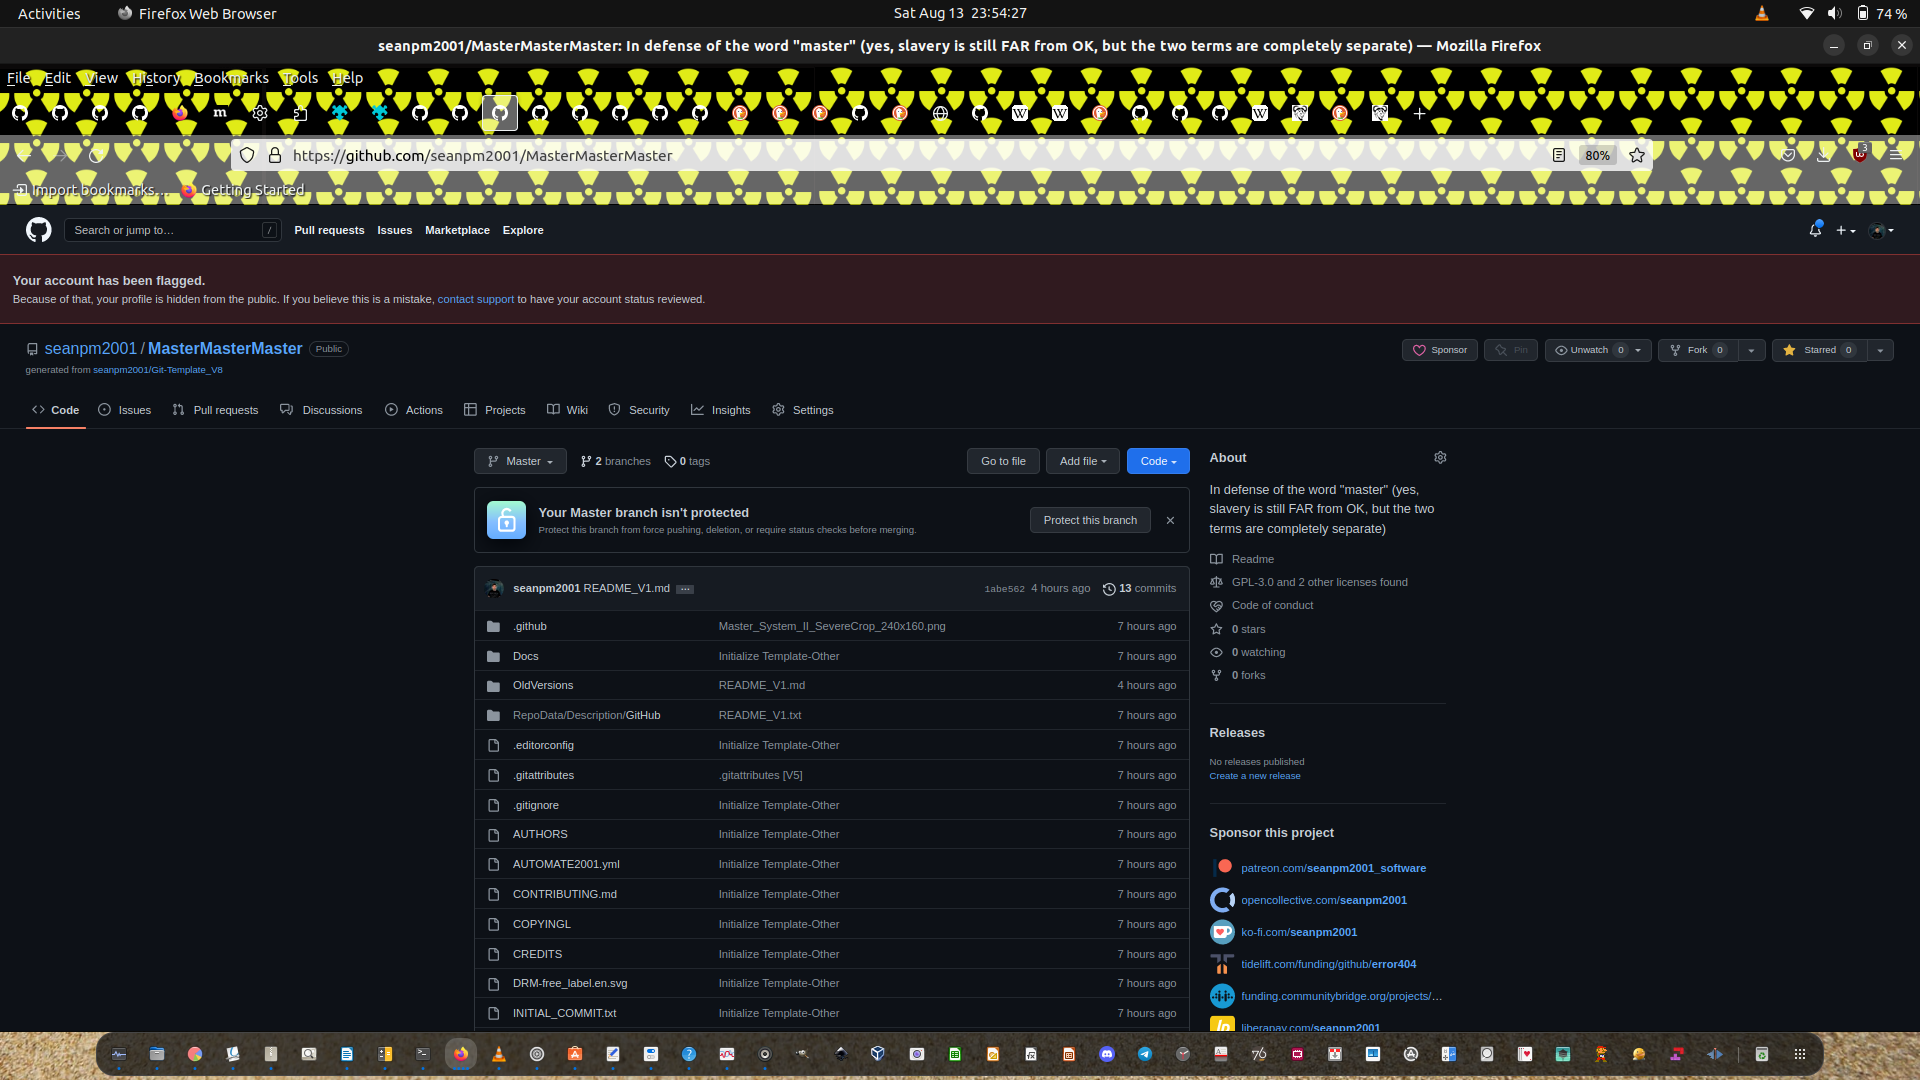 Activities Firefox Web Browser Sat Aug 13 23:54:27 74 %
seanpm2001/MasterMasterMaster: In defense of the word "master" (yes, slavery is still FAR from OK, but the two terms are completely separate) — Mozilla Firefox
File Edit View History Bookmarks Tools Help
https://github.com/seanpm2001/MasterMasterMaster 80% 3
Import bookmarks... Getting Started
Search or jump to... / Pull requests Issues Marketplace Explore
Your account has been flagged.
Because of that, your profile is hidden from the public. If you believe this is a mistake, contact support to have your account status reviewed.
seanpm2001 / MasterMasterMaster Public Sponsor Pin Unwatch 0 Fork 0 Starred 0
generated from seanpm2001/Git-Template_V8
Code Issues Pull requests Discussions Actions Projects Wiki Security Insights Settings
Master 2 branches 0 tags Go to file Add file Code
Your Master branch isn't protected
Protect this branch from force pushing, deletion, or require status checks before merging.
Protect this branch
seanpm2001 README_V1.md ... 1abe562 4 hours ago 13 commits
.github Master_System_II_SevereCrop_240x160.png 7 hours ago
Docs Initialize Template-Other 7 hours ago
OldVersions README_V1.md 4 hours ago
RepoData/Description/GitHub README_V1.txt 7 hours ago
.editorconfig Initialize Template-Other 7 hours ago
.gitattributes .gitattributes [V5] 7 hours ago
.gitignore Initialize Template-Other 7 hours ago
AUTHORS Initialize Template-Other 7 hours ago
AUTOMATE2001.yml Initialize Template-Other 7 hours ago
CONTRIBUTING.md Initialize Template-Other 7 hours ago
COPYINGL Initialize Template-Other 7 hours ago
CREDITS Initialize Template-Other 7 hours ago
DRM-free_label.en.svg Initialize Template-Other 7 hours ago
INITIAL_COMMIT.txt Initialize Template-Other 7 hours ago
About
In defense of the word "master" (yes,
slavery is still FAR from OK, but the two
terms are completely separate)
Readme
GPL-3.0 and 2 other licenses found
Code of conduct
0 stars
0 watching
0 forks
Releases
No releases published
Create a new release
Sponsor this project
patreon.com/seanpm2001_software
opencollective.com/seanpm2001
ko-fi.com/seanpm2001
tidelift.com/funding/github/error404
funding.communitybridge.org/projects/...
liberapay.com/seanpm2001
76